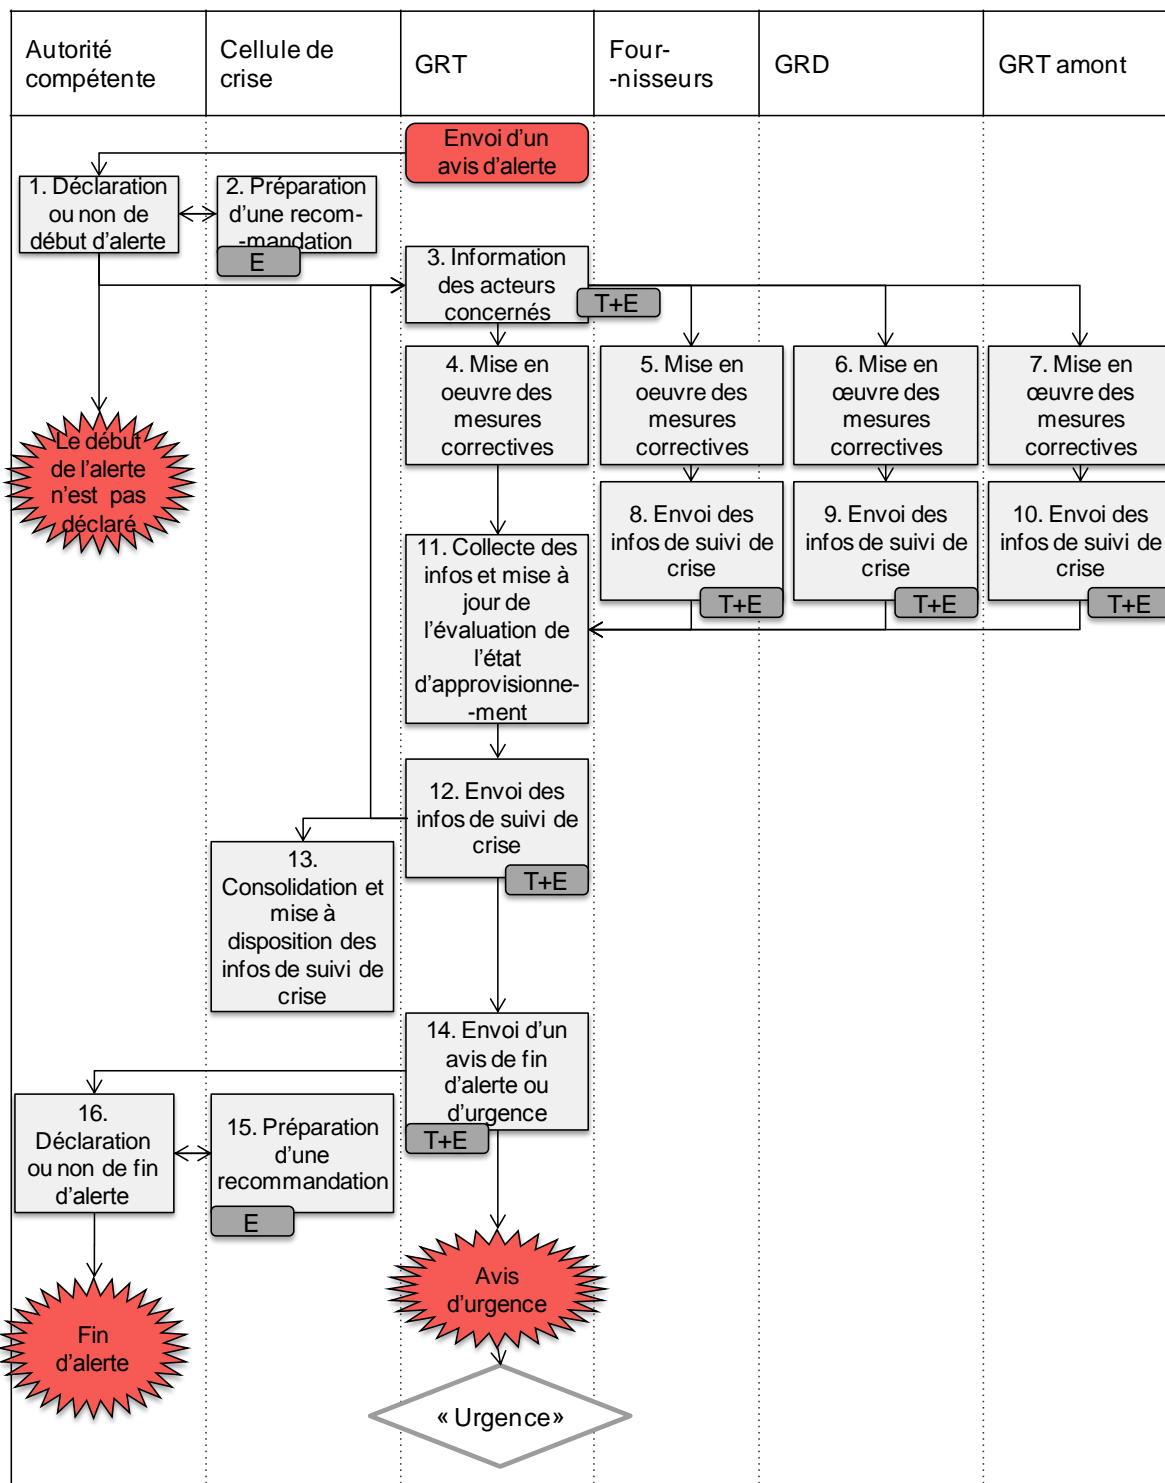 Autorité
compétente
Cellule de
crise
GRT
Four-
-nisseurs
GRD
GRT amont
Envoi d'un
avis d'alerte
1. Déclaration
ou non de
début d'alerte
2. Préparation
d'une recom-
-mandation
E
3. Information
des acteurs
concernés
T+E
4. Mise en
oeuvre des
mesures
correctives
5. Mise en
oeuvre des
mesures
correctives
6. Mise en
œuvre des
mesures
correctives
7. Mise en
œuvre des
mesures
correctives
Le début
de l'alerte
n'est pas
déclaré
8. Envoi des
infos de suivi de
crise
T+E
9. Envoi des
infos de suivi de
crise
T+E
10. Envoi des
infos de suivi de
crise
T+E
11. Collecte des
infos et mise à
jour de
l'évaluation de
l'état
d'approvisionne-
-ment
12. Envoi des
infos de suivi de
crise
T+E
13.
Consolidation et
mise à
disposition des
infos de suivi de
crise
14. Envoi d'un
avis de fin
d'alerte ou
d'urgence
T+E
16.
Déclaration
ou non de fin
d'alerte
15. Préparation
d'une
recommandation
E
Avis
d'urgence
Fin
d'alerte
« Urgence»